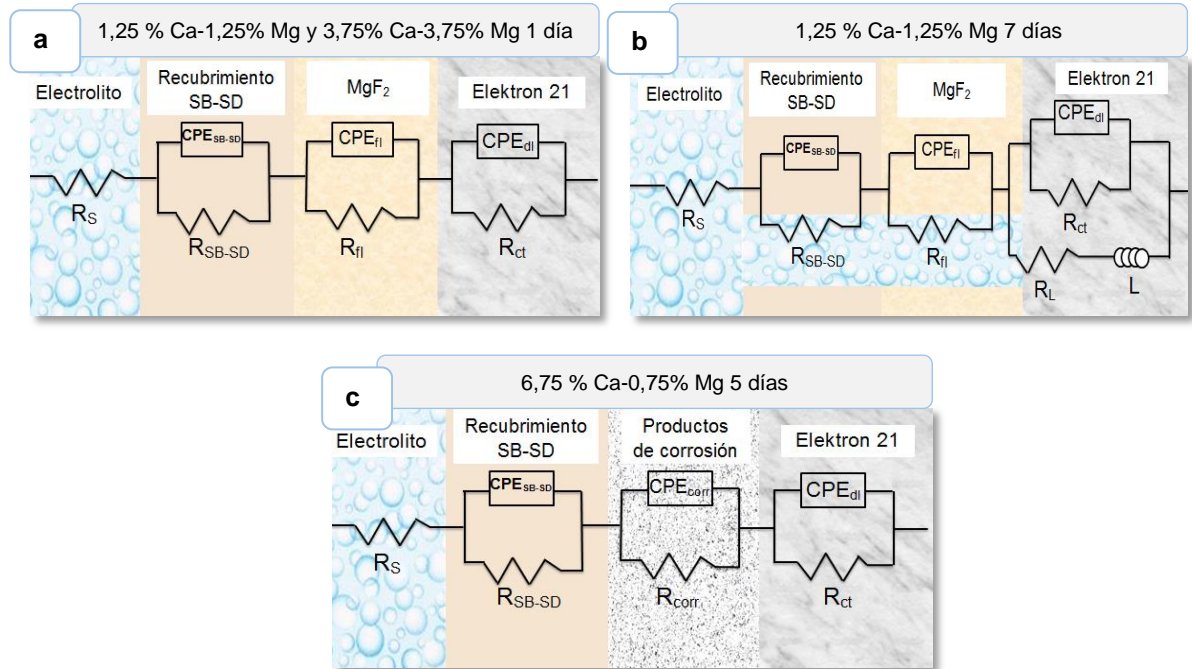 a
1,25 % Ca-1,25% Mg y 3,75% Ca-3,75% Mg 1 día
Electrolito
Recubrimiento
SB-SD
MgF2
Elektron 21
CPESB-SD
CPEfl
CPEdl
RS
RSB-SD
Rfl
Rct
b
1,25 % Ca-1,25% Mg 7 días
Electrolito
Recubrimiento
SB-SD
MgF2
Elektron 21
CPEdl
CPESB-SD
CPEfl
RS
Rct
RSB-SD
Rfl
RL
L
c
6,75 % Ca-0,75% Mg 5 días
Electrolito
Recubrimiento
SB-SD
Productos
de corrosión
Elektron 21
CPESB-SD
CPEcorr
CPEdl
RS
RSB-SD
Rcorr
Rct